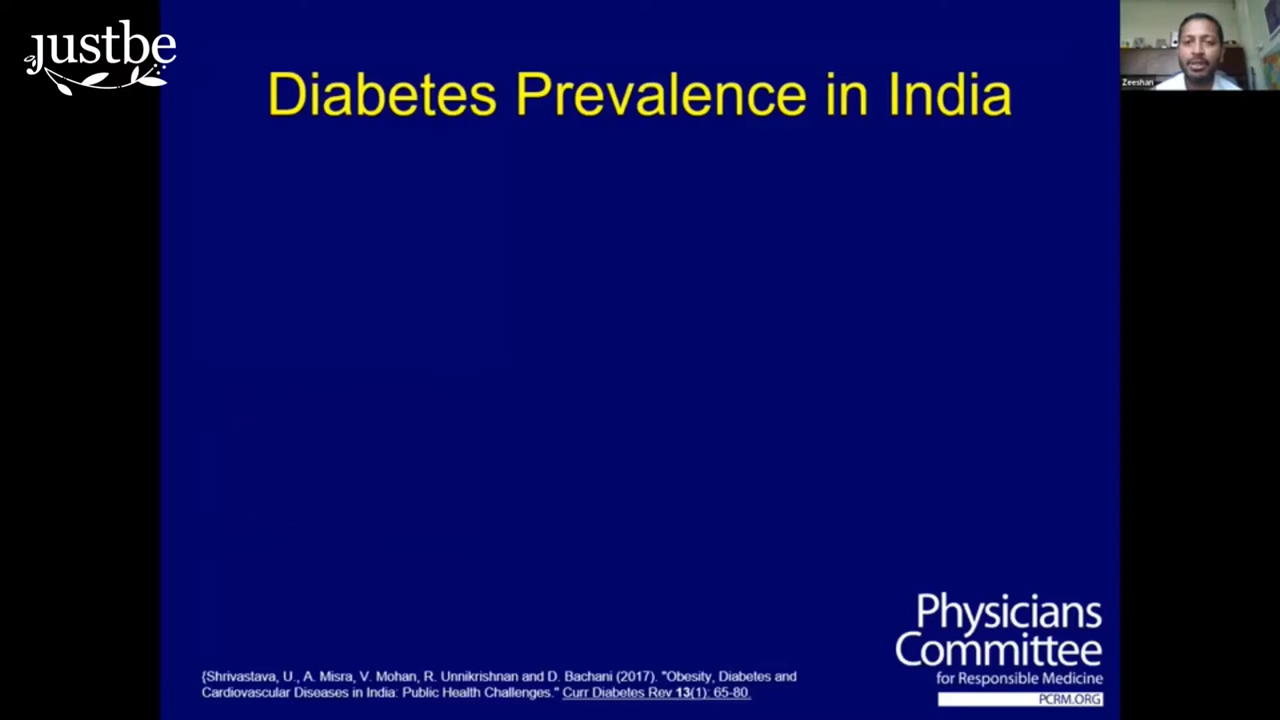 justbe
Diabetes Prevalence in India
Zeeshan
Physicians
Committee
for Responsible Medicine
PCRM.ORG
{Shrivastava, U., A. Misra, V. Mohan, R. Unnikrishnan and D. Bachani (2017). "Obesity, Diabetes and
Cardiovascular Diseases in India: Public Health Challenges." Curr Diabetes Rev 13(1): 65-80.